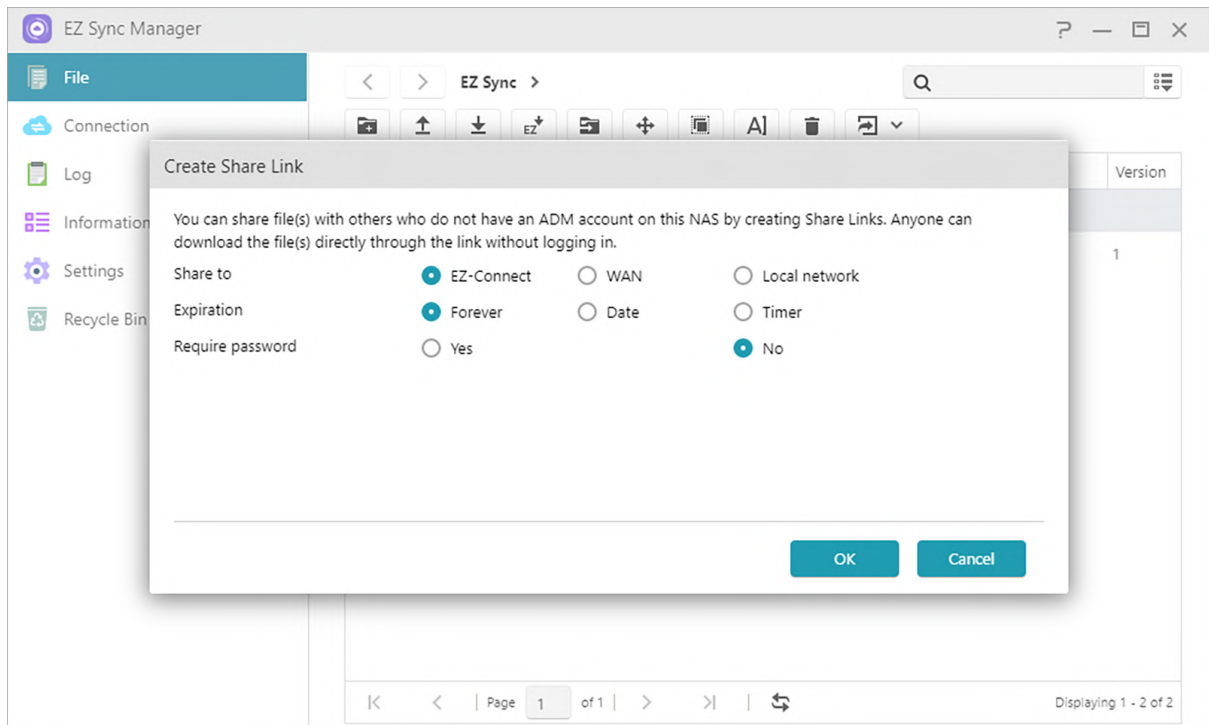 EZ Sync Manager
File
EZ Sync
Connection
EZ
A]
Log
Create Share Link
Version
Information
You can share file(s) with others who do not have an ADM account on this NAS by creating Share Links. Anyone can
download the file(s) directly through the link without logging in.
Settings
Share to EZ-Connect WAN Local network
1
Expiration Forever Date Timer
Recycle Bin
Require password Yes No
OK Cancel
Page 1 of 1 Displaying 1 - 2 of 2